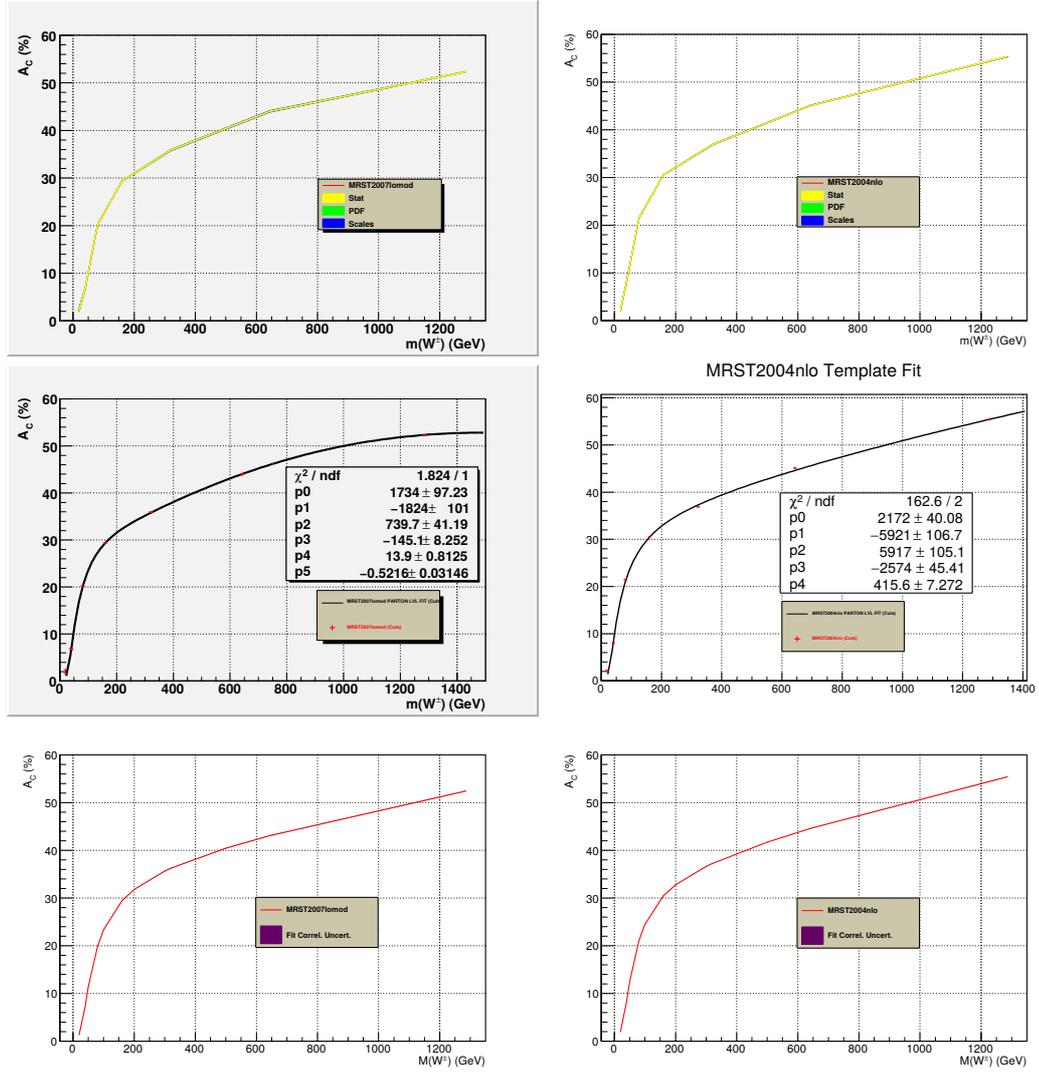 A_C (%)
60
50
40
30
20
10
0
0 200 400 600 800 1000 1200
m(W±) (GeV)
MRST2007lomod
Stat
PDF
Scales
A_C (%)
60
50
40
30
20
10
0
0 200 400 600 800 1000 1200
m(W±) (GeV)
MRST2004nlo
Stat
PDF
Scales
A_C (%)
60
50
40
30
20
10
0
0 200 400 600 800 1000 1200 1400
m(W±) (GeV)
χ² / ndf 1.824 / 1
p0 1734 ± 97.23
p1 −1824 ± 101
p2 739.7 ± 41.19
p3 −145.1 ± 8.252
p4 13.9 ± 0.8125
p5 −0.5216 ± 0.03146
MRST2007lomod PARTON LVL FIT (Cuts)
MRST2007lomod (Cuts)
MRST2004nlo Template Fit
60
50
40
30
20
10
0
0 200 400 600 800 1000 1200 1400
χ² / ndf 162.6 / 2
p0 2172 ± 40.08
p1 −5921 ± 106.7
p2 5917 ± 105.1
p3 −2574 ± 45.41
p4 415.6 ± 7.272
MRST2004nlo PARTON LVL FIT (Cuts)
MRST2004nlo (Cuts)
A_C (%)
60
50
40
30
20
10
0
0 200 400 600 800 1000 1200
M(W±) (GeV)
MRST2007lomod
Fit Correl. Uncert.
A_C (%)
60
50
40
30
20
10
0
0 200 400 600 800 1000 1200
M(W±) (GeV)
MRST2004nlo
Fit Correl. Uncert.